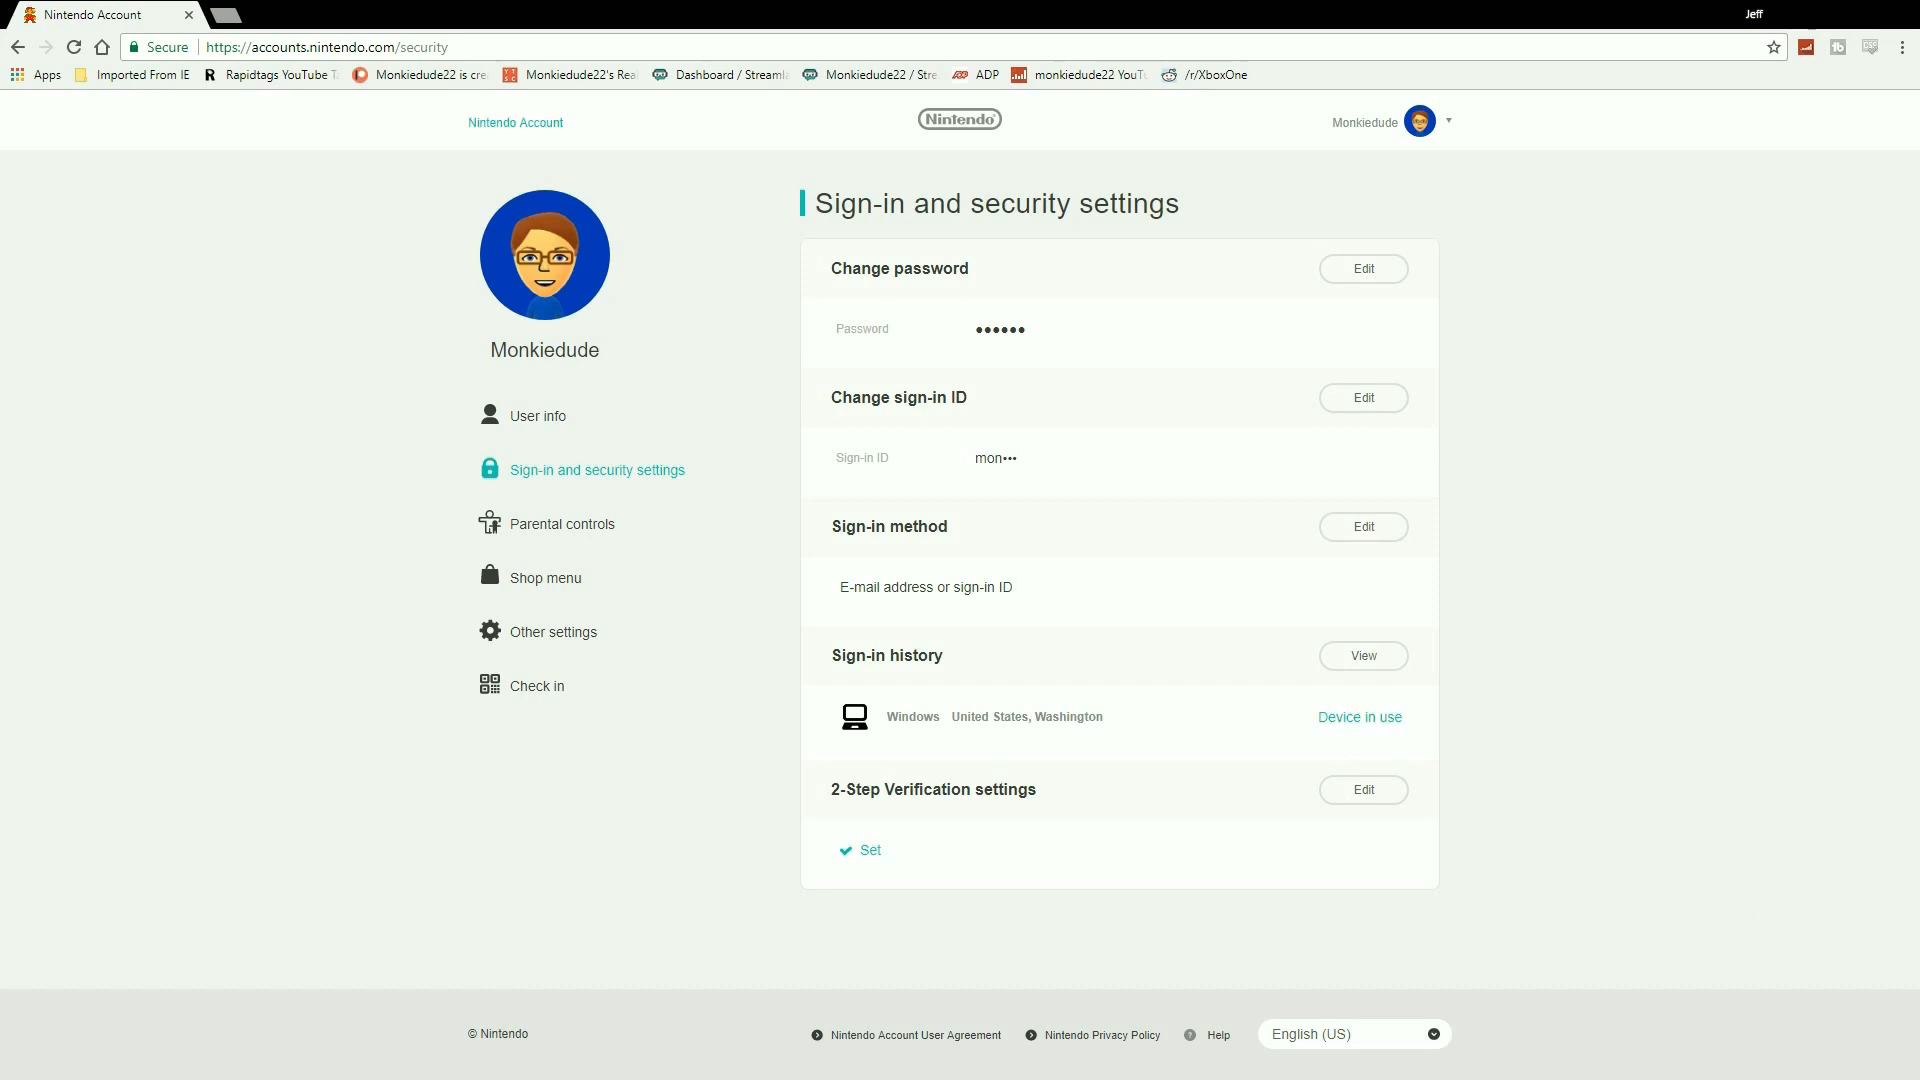 Nintendo Account
Jeff
Secure https://accounts.nintendo.com/security
Apps Imported From IE Rapidtags YouTube T Monkiedude22 is cre Monkiedude22's Rea Dashboard / Streamla Monkiedude22 / Stre ADP monkiedude22 YouTu /r/XboxOne
Nintendo Account
Nintendo
Monkiedude
Monkiedude
User info
Sign-in and security settings
Parental controls
Shop menu
Other settings
Check in
Sign-in and security settings
Change password Edit
Password ••••••
Change sign-in ID Edit
Sign-in ID mon•••
Sign-in method Edit
E-mail address or sign-in ID
Sign-in history View
Windows United States, Washington Device in use
2-Step Verification settings Edit
Set
© Nintendo Nintendo Account User Agreement Nintendo Privacy Policy ? Help English (US)